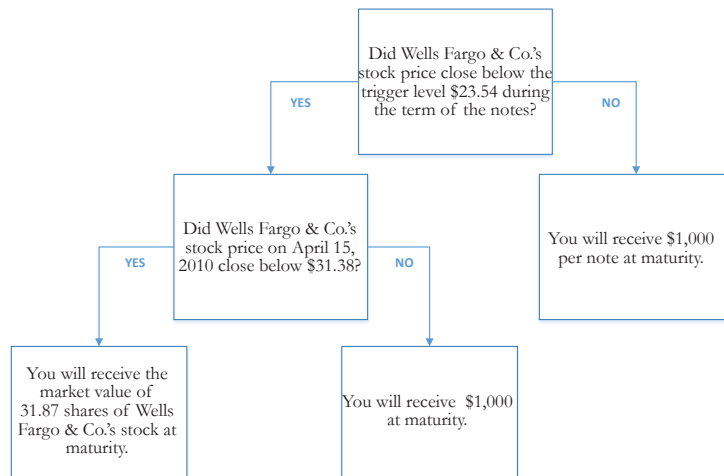 Did Wells Fargo & Co.'s
stock price close below the
trigger level $23.54 during
the term of the notes?
YES
NO
Did Wells Fargo & Co.'s
stock price on April 15,
2010 close below $31.38?
You will receive $1,000
per note at maturity.
YES
NO
You will receive the
market value of
31.87 shares of Wells
Fargo & Co.'s stock at
maturity.
You will receive $1,000
at maturity.